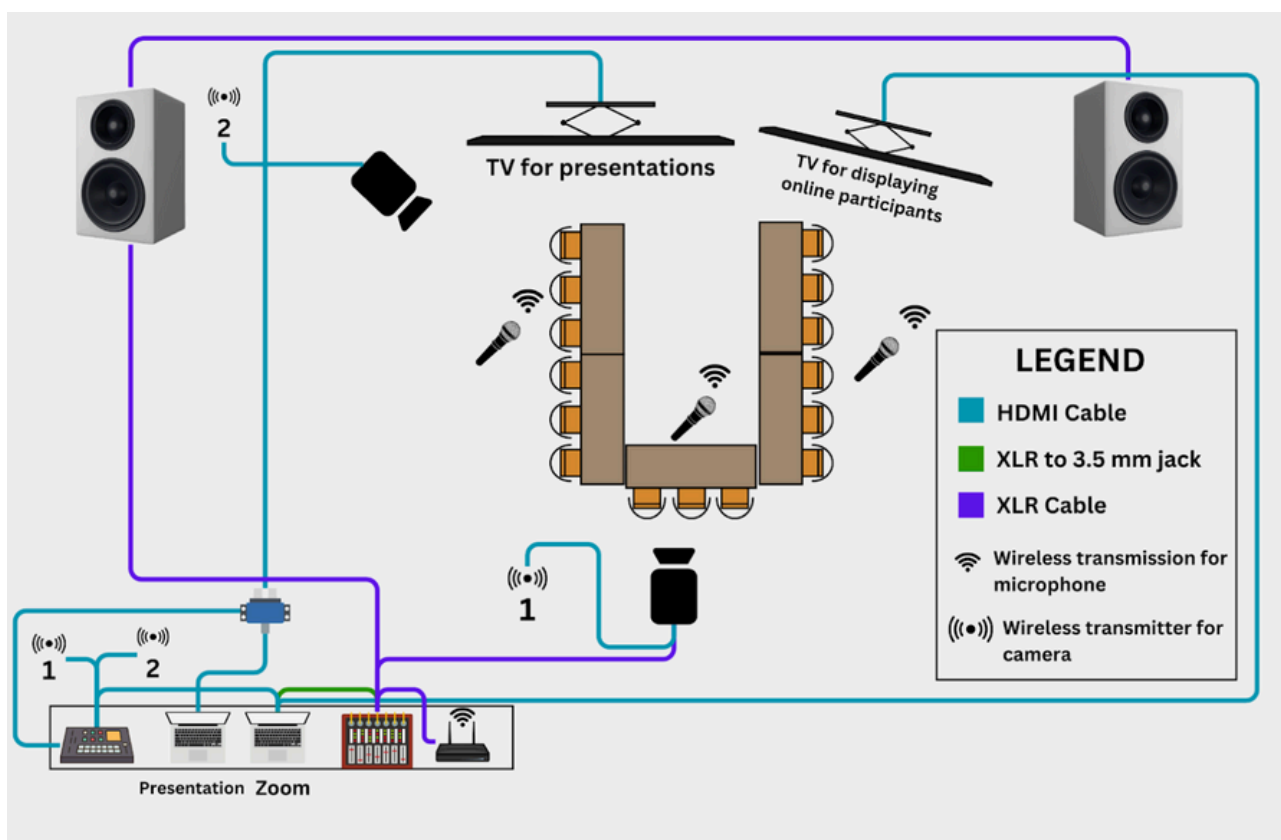 2
TV for presentations
TV for displaying
online participants
LEGEND
HDMI Cable
XLR to 3.5 mm jack
XLR Cable
Wireless transmission for
microphone
Wireless transmitter for
camera
1
1
2
Presentation
Zoom